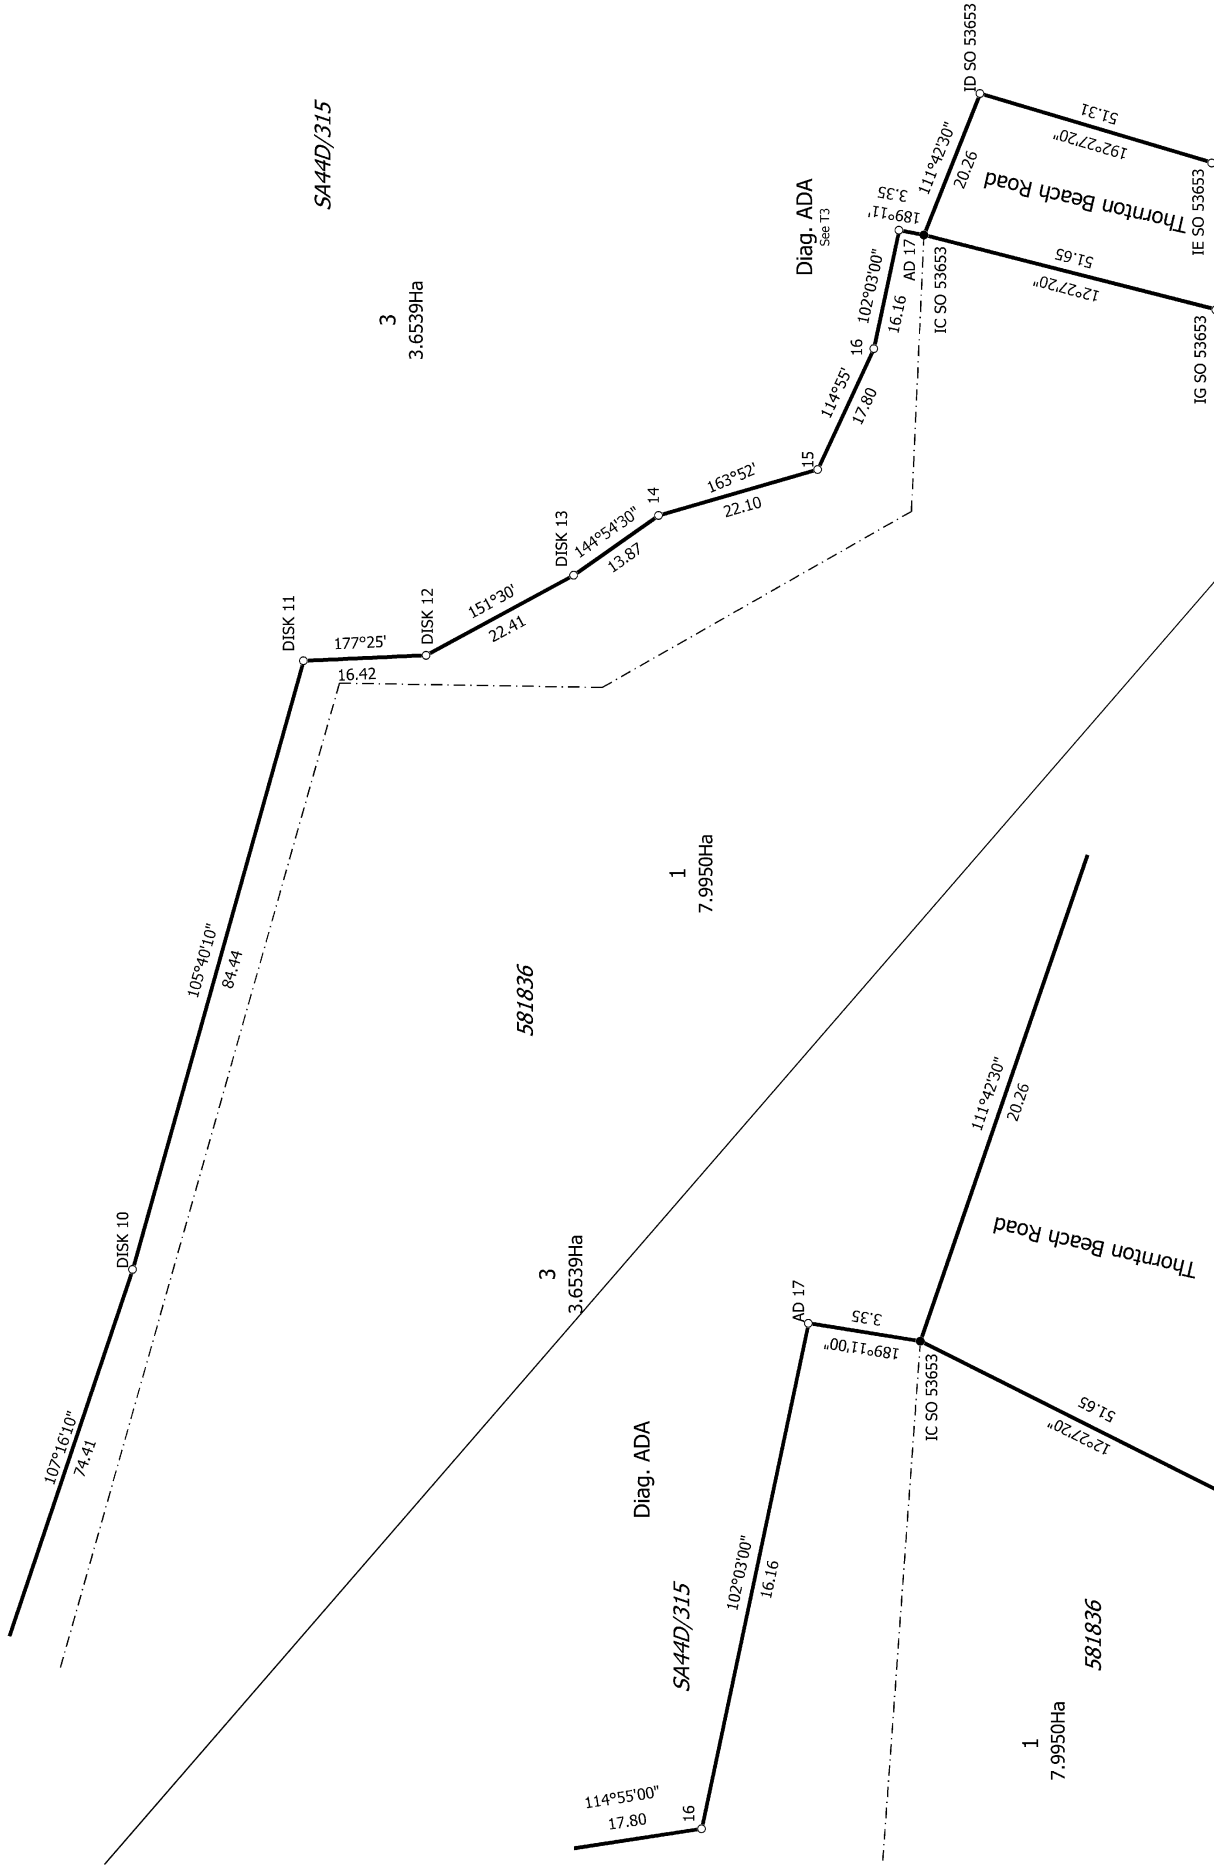 ID SO 53653
SA44D/315
51.31
192°27'20"
111°42'30"
20.26
Thornton Beach Road
IE SO 53653
Diag. ADA
See T3
3.35
189°11'
AD 17
IC SO 53653
51.65
12°27'20"
IG SO 53653
3
3.6539Ha
102°03'00"
16.16
16
114°55'
17.80
15
163°52'
22.10
14
DISK 13
144°54'30"
13.87
151°30'
22.41
DISK 12
DISK 11
177°25'
16.42
1
7.9950Ha
105°40'10"
84.44
581836
DISK 10
107°16'10"
74.41
3
3.6539Ha
111°42'30"
20.26
Thornton Beach Road
AD 17
3.35
189°11'00"
IC SO 53653
51.65
12°27'20"
Diag. ADA
SA44D/315
102°03'00"
16.16
581836
1
7.9950Ha
114°55'00"
17.80
16